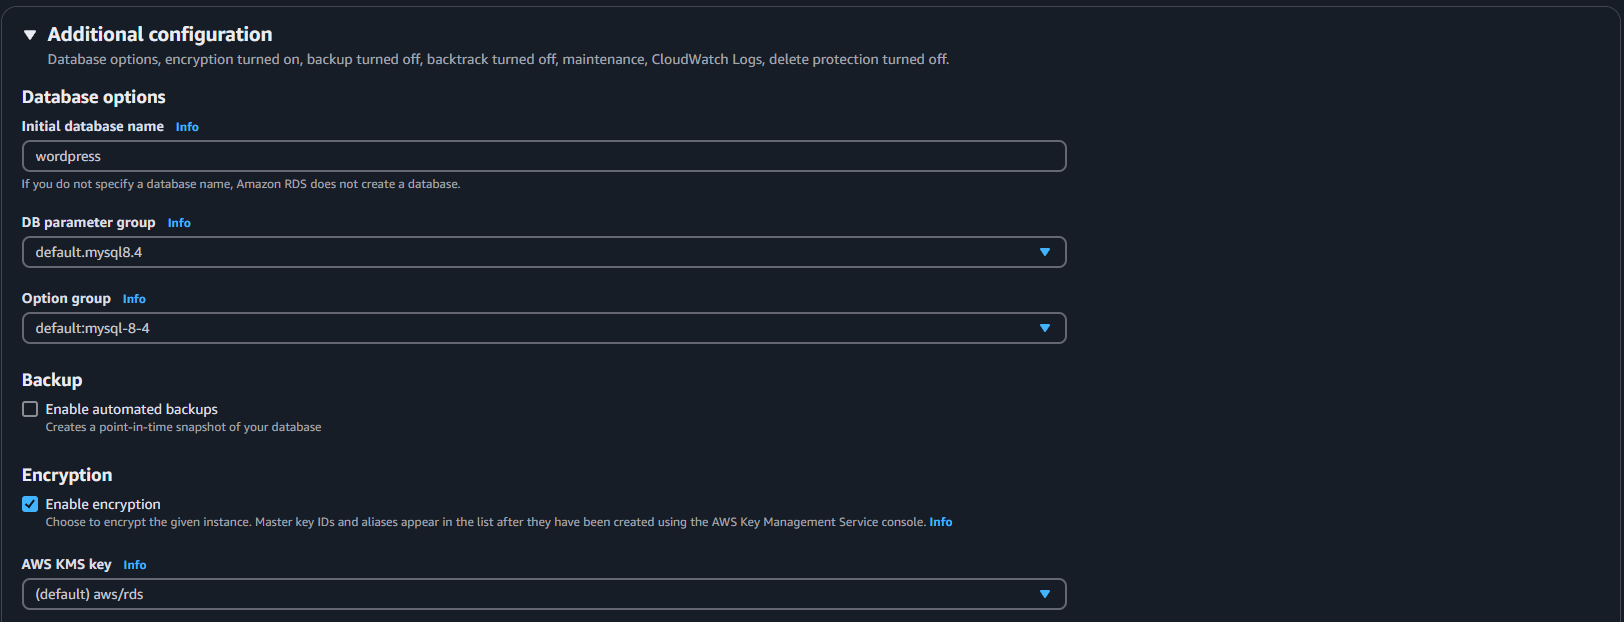 Additional configuration
Database options, encryption turned on, backup turned off, backtrack turned off, maintenance, CloudWatch Logs, delete protection turned off.
Database options
Initial database name Info
wordpress
If you do not specify a database name, Amazon RDS does not create a database.
DB parameter group Info
default.mysql8.4
Option group Info
default:mysql-8-4
Backup
Enable automated backups
Creates a point-in-time snapshot of your database
Encryption
Enable encryption
Choose to encrypt the given instance. Master key IDs and aliases appear in the list after they have been created using the AWS Key Management Service console. Info
AWS KMS key Info
(default) aws/rds